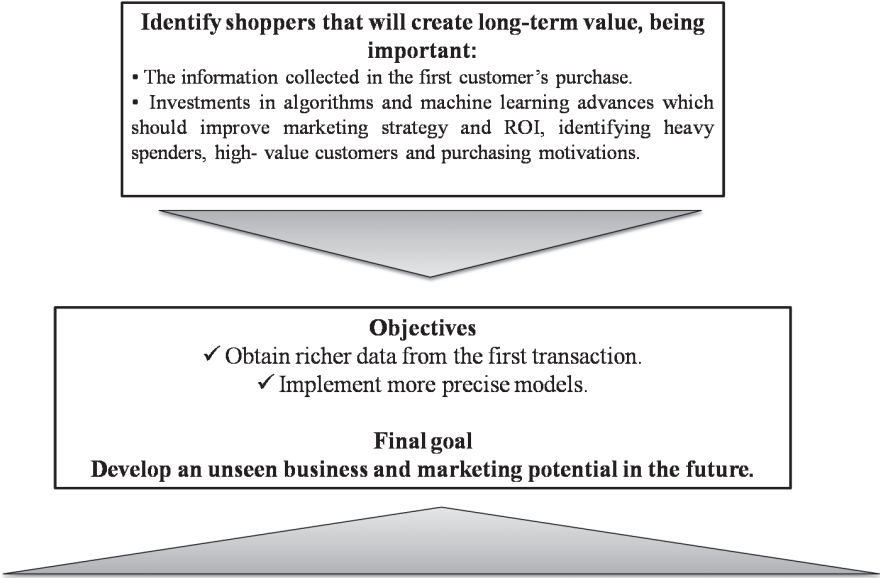 Identify shoppers that will create long-term value, being
important:
• The information collected in the first customer's purchase.
• Investments in algorithms and machine learning advances which
should improve marketing strategy and ROI, identifying heavy
spenders, high- value customers and purchasing motivations.
Objectives
✓ Obtain richer data from the first transaction.
✓ Implement more precise models.
Final goal
Develop an unseen business and marketing potential in the future.